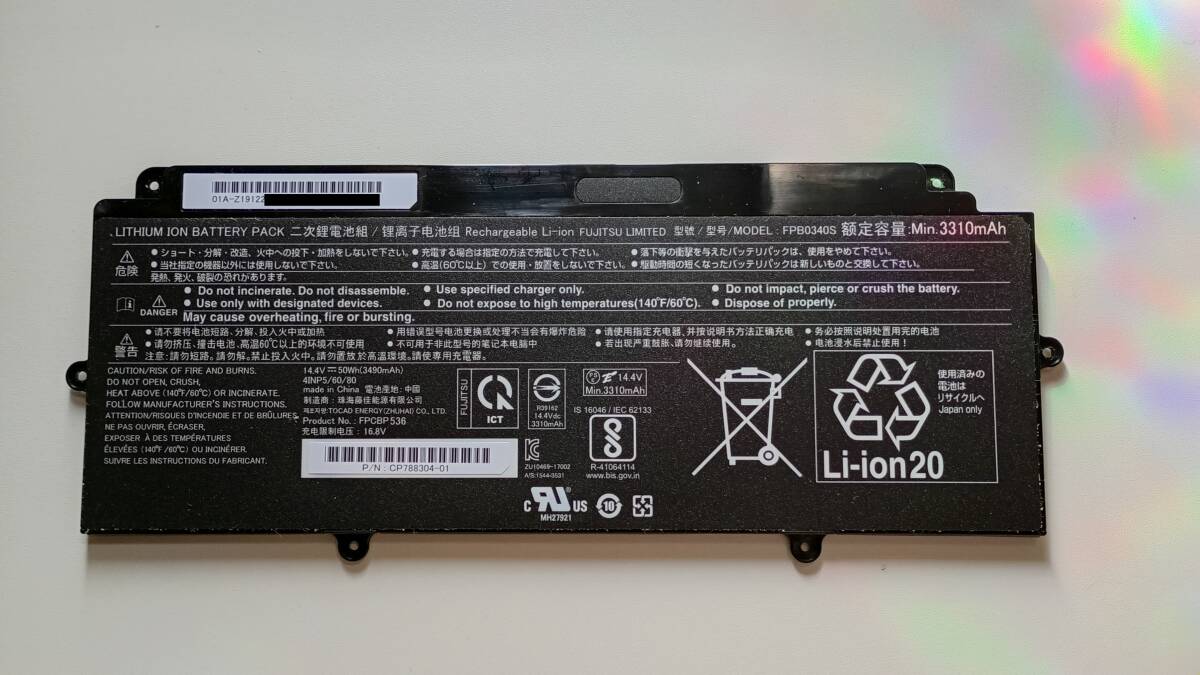 01A-Z19122
LITHIUM ION BATTERY PACK 二次鋰電池組 / 锂离子电池组 Rechargeable Li-ion FUJITSU LIMITED 型號 / 型号/MODEL : FPB0340S 额定容量:Min.3310mAh
危険
• ショート・分解・改造、火中への投下・加熱をしないで下さい。 • 充電する場合は指定の方法で充電して下さい。 • 落下等の衝撃を与えたバッテリパックは、使用をやめて下さい。
• 当社指定の機器以外には使用しないで下さい。 • 高温(60℃以上)での使用・放置をしないで下さい。 • 駆動時間の短くなったバッテリパックは新しいものと交換して下さい。
発熱、発火、破裂の恐れがあります。
DANGER
• Do not incinerate. Do not disassemble. • Use specified charger only. • Do not impact, pierce or crush the battery.
• Use only with designated devices. • Do not expose to high temperatures(140°F/60℃). • Dispose of properly.
May cause overheating, fire or bursting.
警告
• 请不要将电池短路、分解、投入火中或加热 • 用错误型号电池更换或处理不当会有爆炸危险 • 请使用指定充电器、并按说明书方法正确充电 • 务必按照说明处置用完的电池
• 请勿挤压、撞击电池、高温60℃以上的环境不可使用 • 不可用于非此型号的笔记本电脑中 • 若出现严重鼓胀、请勿继续使用。 • 电池浸水后禁止使用!
注意: 請勿短路。請勿解。禁止投入火中。請勿置放於高溫環境。請使専用充電器。
CAUTION/RISK OF FIRE AND BURNS.
DO NOT OPEN, CRUSH,
HEAT ABOVE (140°F/60℃) OR INCINERATE.
FOLLOW MANUFACTURER'S INSTRUCTIONS.
ATTENTION/RISQUES D'INCENDIE ET DE BRÛLURES.
NE PAS OUVRIR, ÉCRASER,
EXPOSER À DES TEMPÉRATURES
ÉLEVÉES (140°F/60℃) OU INCINÉRER.
SUIVRE LES INSTRUCTIONS DU FABRICANT.
14.4V ⎓ 50Wh(3490mAh)
4INP5/60/80
made in China 電池產地: 中國
制造商 : 珠海藤佳能源有限公司
제조자명:TOCAD ENERGY(ZHUHAI) CO., LTD.
Product No. : FPCBP536
充电限制电压 : 16.8V
P/N : CP788304-01
FUJITSU
ICT
R39162
14.4Vdc
3310mAh
PS E 14.4V
Min.3310mAh
IS 16046 / IEC 62133
R-41064114
www.bis.gov.in
ZU10469-17002
A/S:1544-3531
c RU US
MH27921
10
使用済みの
電池は
リサイクルへ
Japan only
Li-ion20